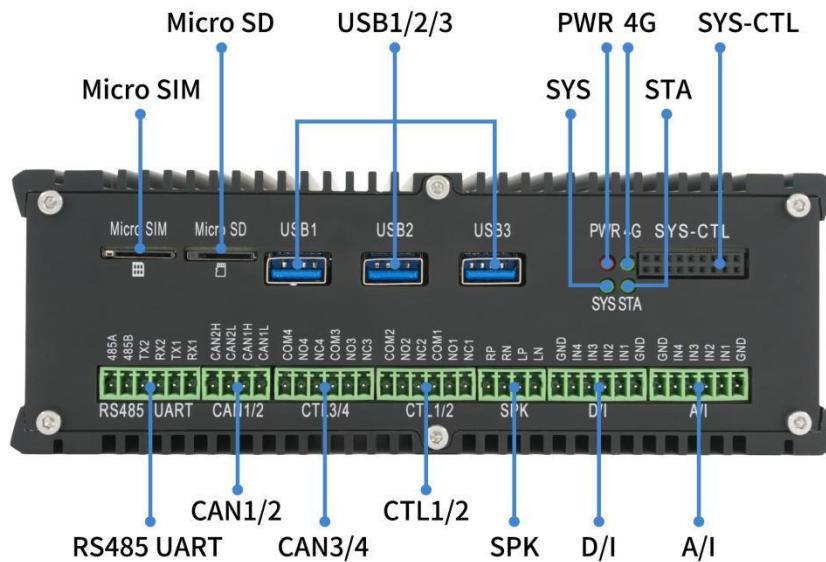 Micro SD USB1/2/3 PWR 4G SYS-CTL
Micro SIM SYS STA
Micro SIM Micro SD USB1 USB2 USB3 PWR 4G SYS-CTL
SYS STA
485A 485B TX2 RX2 TX1 RX1 CAN2H CAN2L CAN1H CAN1L COM4 NO4 NC4 COM3 NO3 NC3 COM2 NO2 NC2 COM1 NO1 NC1 RP RN LP LN GND IN4 IN3 IN2 IN1 GND GND IN4 IN3 IN2 IN1 GND
RS485 UART CAN1/2 CTL3/4 CTL1/2 SPK D/I A/I
CAN1/2 CTL1/2
RS485 UART CAN3/4 SPK D/I A/I